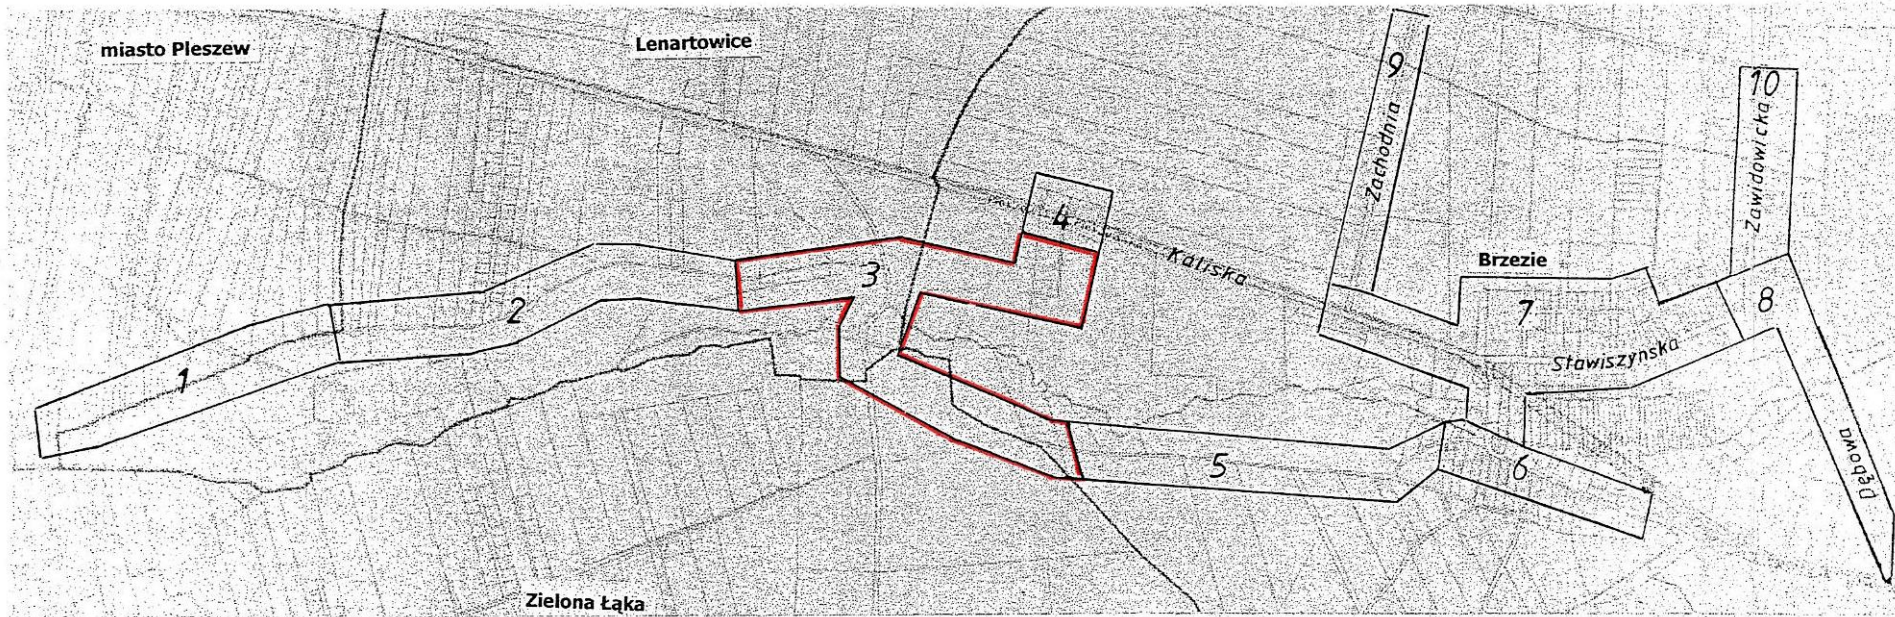 miasto Pleszew
Lenartowice
9
10
Zachodnia
Zawidowicka
4
Kaliska
Brzezie
3
2
7
8
Stawiszyńska
1
5
6
Dębowa
Zielona Łąka